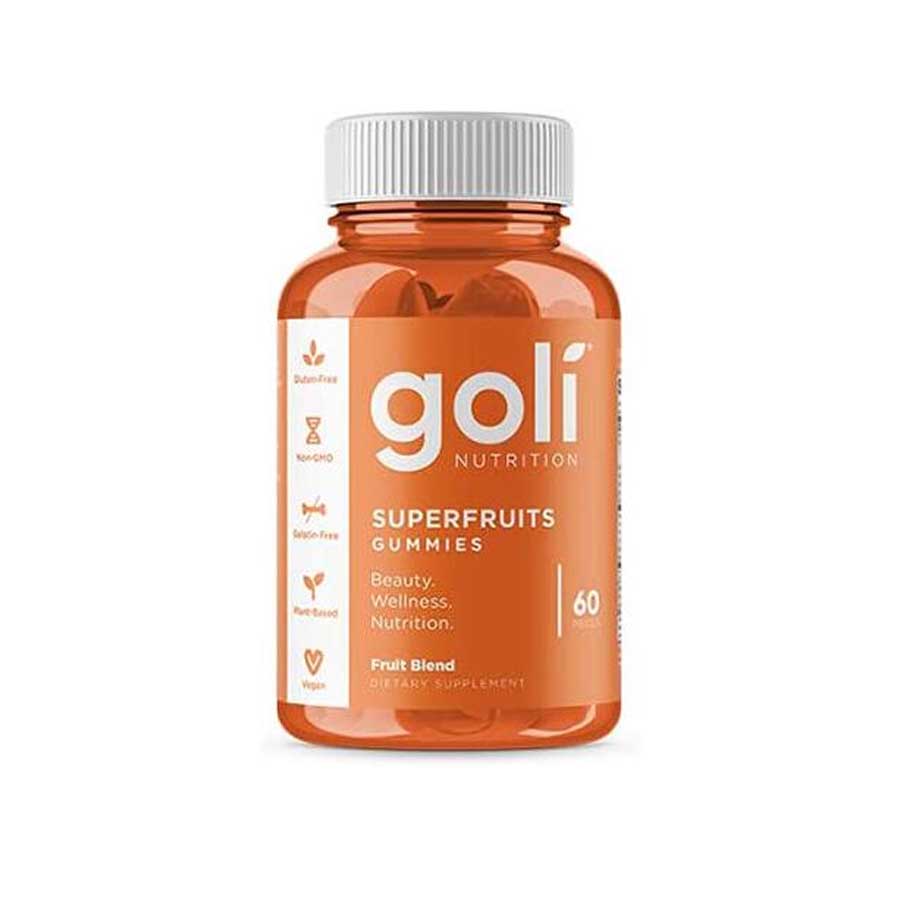 goli®
NUTRITION
SUPERFRUITS
GUMMIES
Beauty.
Wellness.
Nutrition.
60
PIECES
Fruit Blend
DIETARY SUPPLEMENT
Gluten-Free
Non-GMO
Gelatin-Free
Plant-Based
Vegan